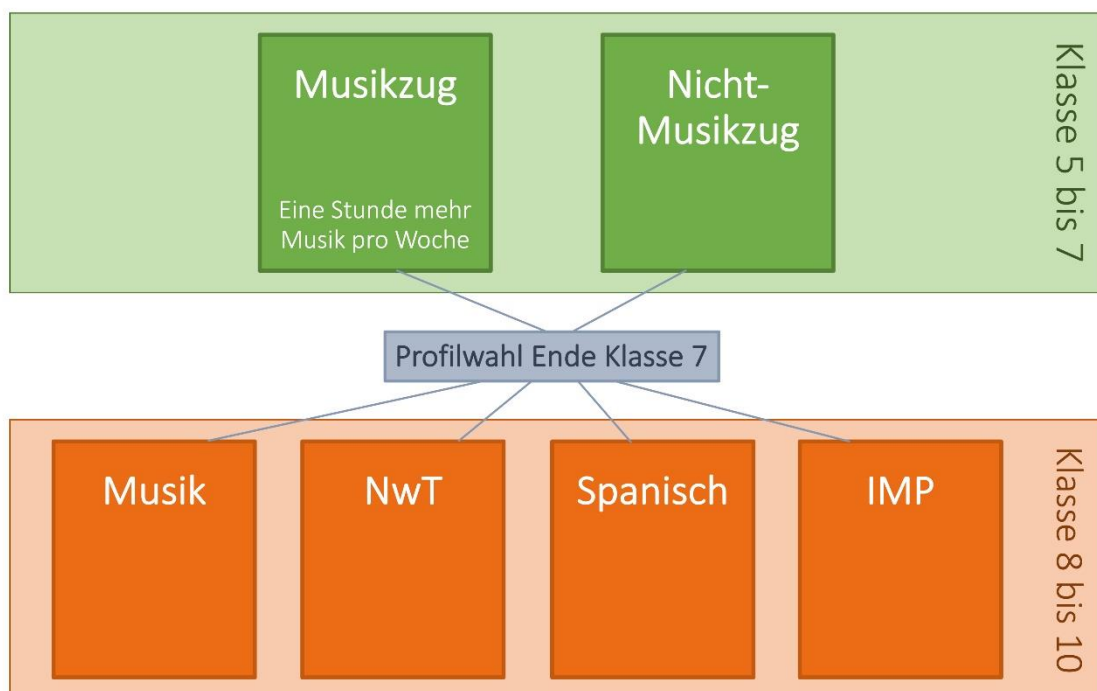 Musikzug
Eine Stunde mehr
Musik pro Woche
Nicht-
Musikzug
Klasse 5 bis 7
Profilwahl Ende Klasse 7
Musik
NwT
Spanisch
IMP
Klasse 8 bis 10